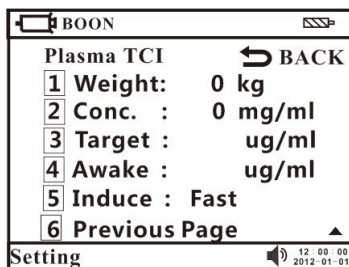 BOON
Plasma TCI BACK
1 Weight: 0 kg
2 Conc. : 0 mg/ml
3 Target : ug/ml
4 Awake : ug/ml
5 Induce : Fast
6 Previous Page
Setting 12:00:00
2012-01-01